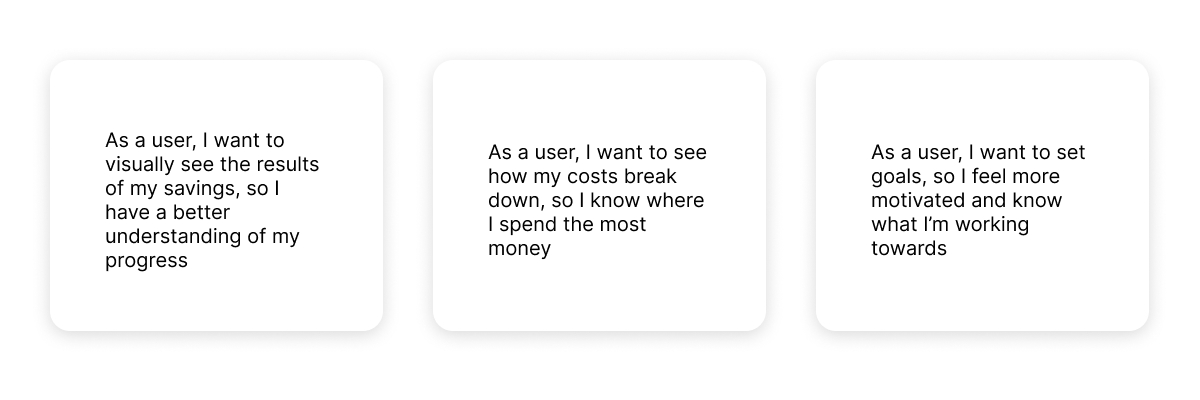 As a user, I want to
visually see the results
of my savings, so I
have a better
understanding of my
progress
As a user, I want to see
how my costs break
down, so I know where
I spend the most
money
As a user, I want to set
goals, so I feel more
motivated and know
what I’m working
towards